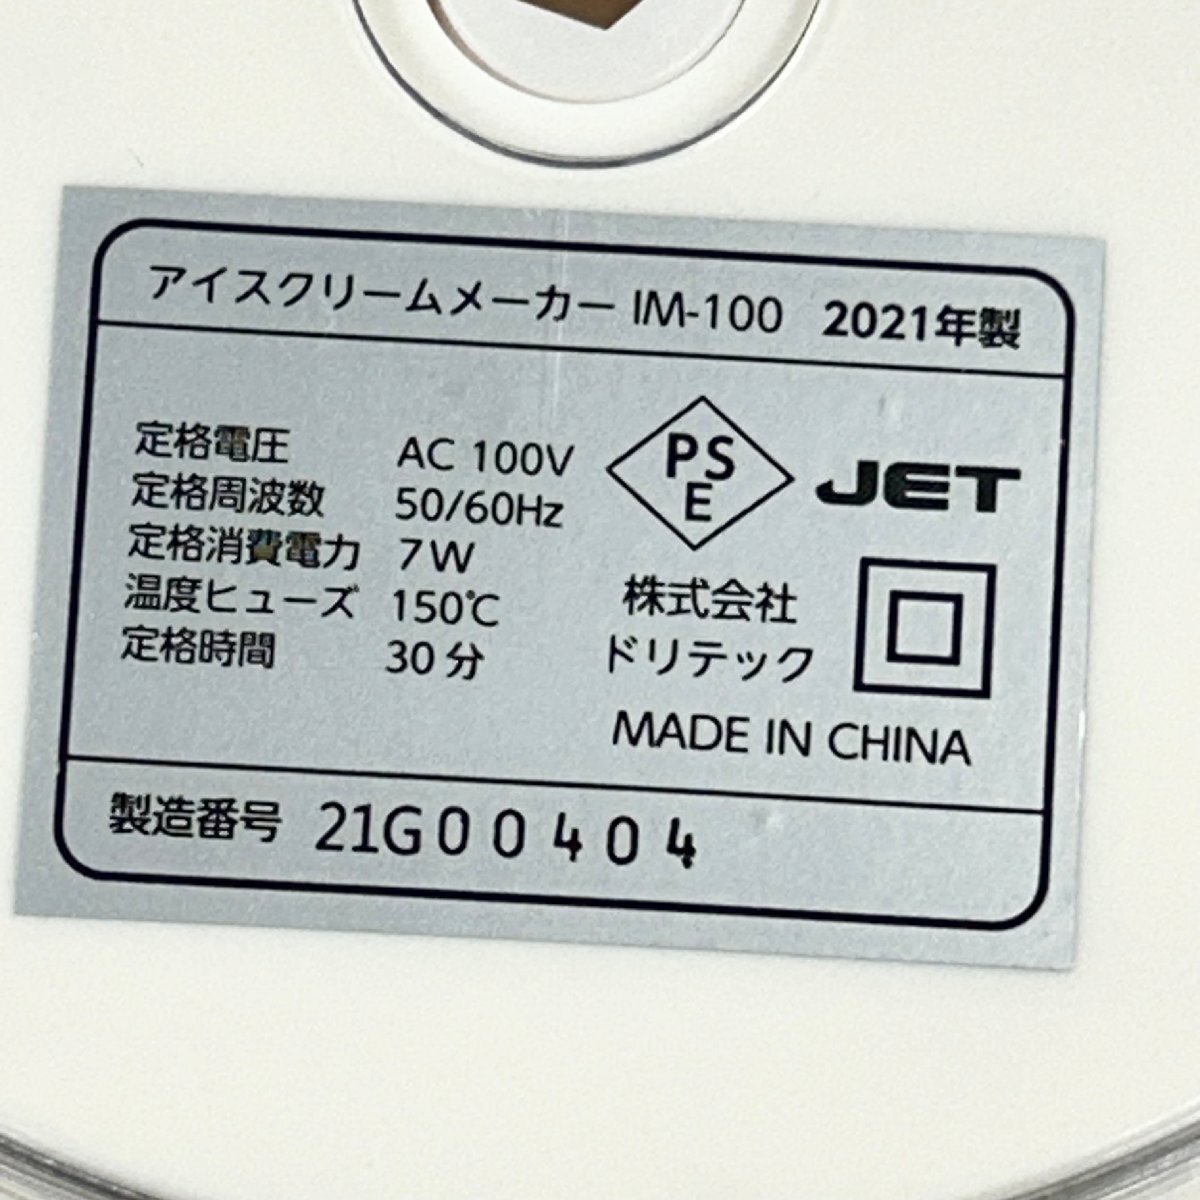 アイスクリームメーカー IM-100 2021年製
定格電圧 AC 100V
定格周波数 50/60Hz
定格消費電力 7W
温度ヒューズ 150℃
定格時間 30分
PS
E
JET
株式会社
ドリテック
MADE IN CHINA
製造番号 21G00404